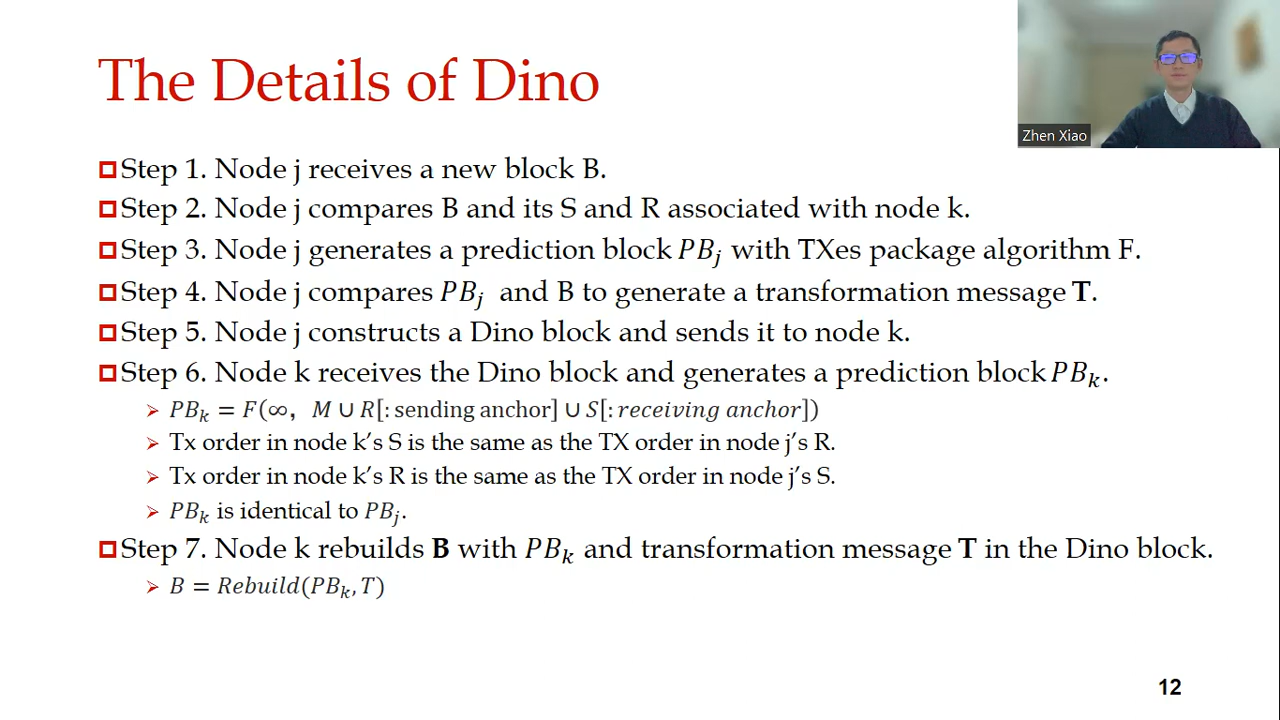 The Details of Dino
Zhen Xiao
Step 1. Node j receives a new block B.
Step 2. Node j compares B and its S and R associated with node k.
Step 3. Node j generates a prediction block PBⱼ with TXes package algorithm F.
Step 4. Node j compares PBⱼ and B to generate a transformation message T.
Step 5. Node j constructs a Dino block and sends it to node k.
Step 6. Node k receives the Dino block and generates a prediction block PBₖ.
PBₖ = F(∞, M ∪ R[: sending anchor] ∪ S[: receiving anchor])
Tx order in node k’s S is the same as the TX order in node j’s R.
Tx order in node k’s R is the same as the TX order in node j’s S.
PBₖ is identical to PBⱼ.
Step 7. Node k rebuilds B with PBₖ and transformation message T in the Dino block.
B = Rebuild(PBₖ, T)
12